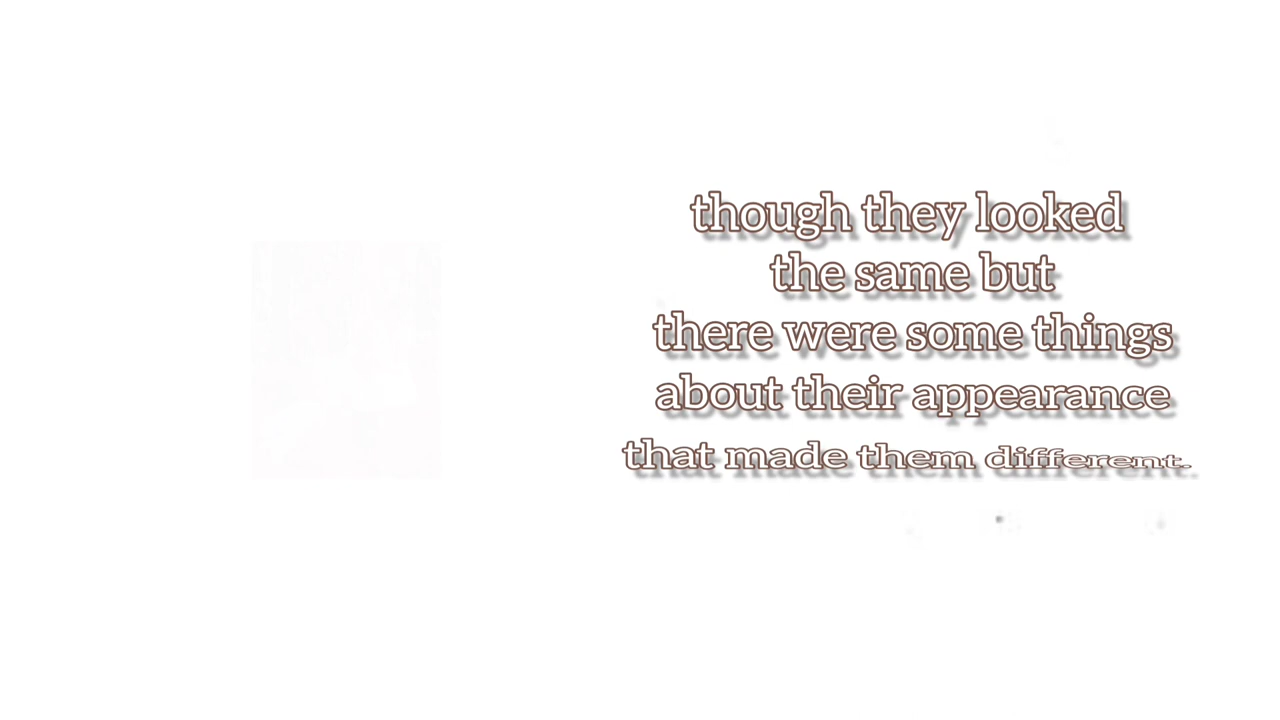 though they looked
the same but
there were some things
about their appearance
that made them different.